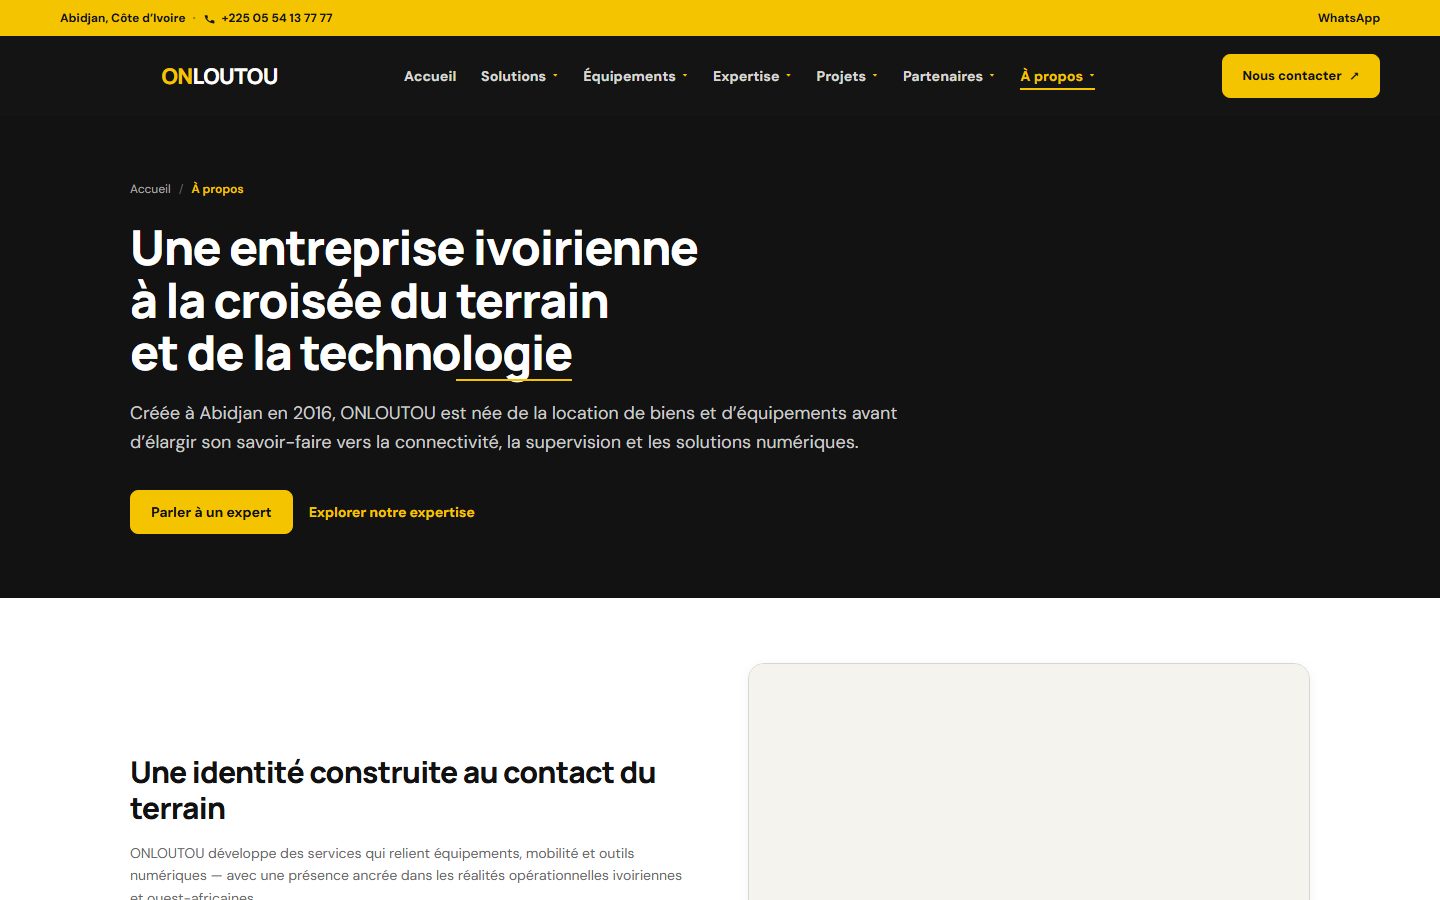 Abidjan, Côte d’Ivoire · +225 05 54 13 77 77
WhatsApp
ONLOUTOU
Accueil Solutions Équipements Expertise Projets Partenaires À propos
Nous contacter ↗
Accueil / À propos
Une entreprise ivoirienne
à la croisée du terrain
et de la technologie
Créée à Abidjan en 2016, ONLOUTOU est née de la location de biens et d’équipements avant
d’élargir son savoir-faire vers la connectivité, la supervision et les solutions numériques.
Parler à un expert
Explorer notre expertise
Une identité construite au contact du
terrain
ONLOUTOU développe des services qui relient équipements, mobilité et outils
numériques — avec une présence ancrée dans les réalités opérationnelles ivoiriennes
et ouest-africaines.